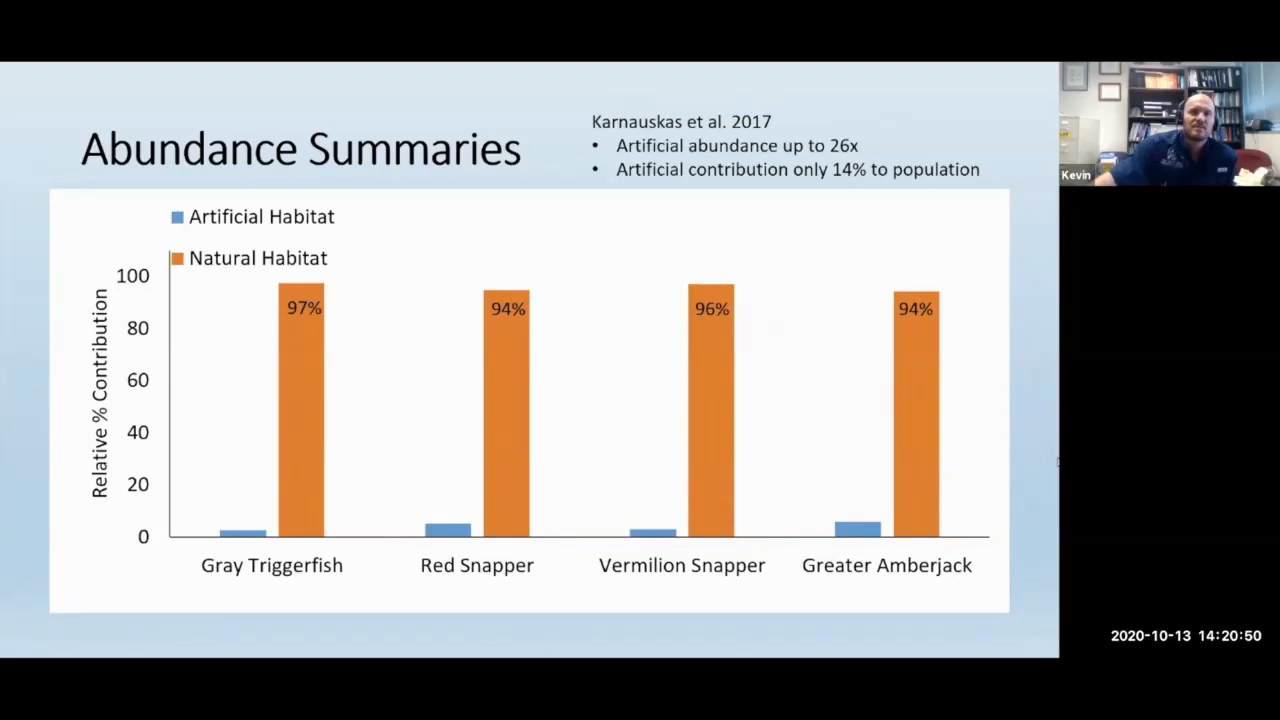 Abundance Summaries
Karnauskas et al. 2017
• Artificial abundance up to 26x
• Artificial contribution only 14% to population
Kevin
Artificial Habitat
Natural Habitat
Relative % Contribution
100
80
60
40
20
0
97%
94%
96%
94%
Gray Triggerfish
Red Snapper
Vermilion Snapper
Greater Amberjack
2020-10-13 14:20:50